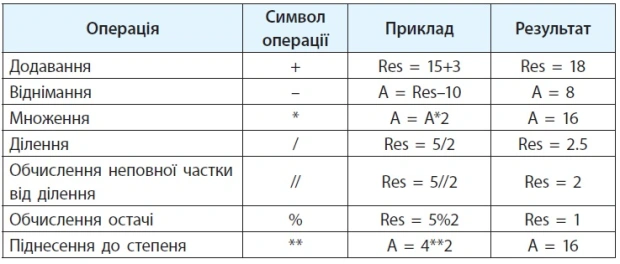 Операція Символ операції Приклад Результат
Додавання + Res = 15+3 Res = 18
Віднімання – A = Res–10 A = 8
Множення * A = A*2 A = 16
Ділення / Res = 5/2 Res = 2.5
Обчислення неповної частки
від ділення // Res = 5//2 Res = 2
Обчислення остачі % Res = 5%2 Res = 1
Піднесення до степеня ** A = 4**2 A = 16